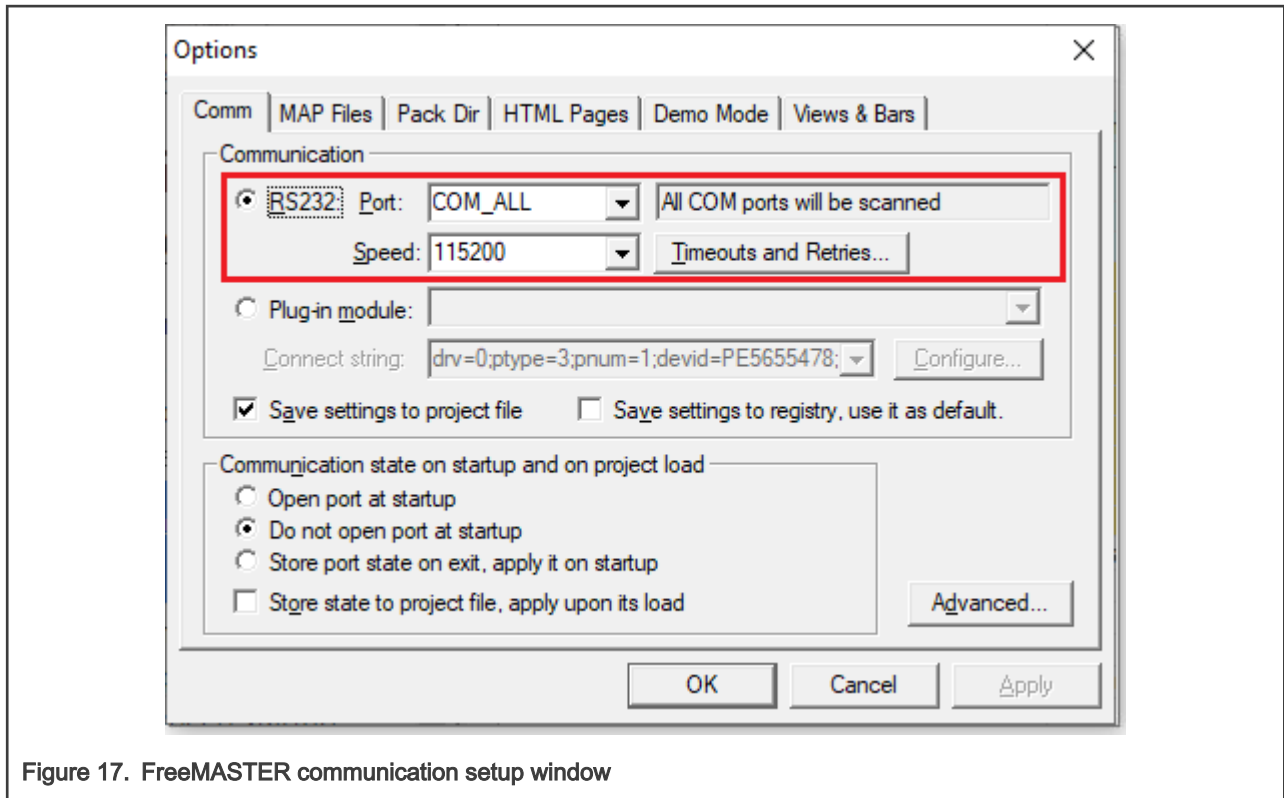 Options
Comm MAP Files Pack Dir HTML Pages Demo Mode Views & Bars
Communication
RS232: Port: COM_ALL All COM ports will be scanned
Speed: 115200 Timeouts and Retries...
Plug-in module:
Connect string: drv=0;ptype=3;pnum=1;devid=PE5655478; Configure...
Save settings to project file Save settings to registry, use it as default.
Communication state on startup and on project load
Open port at startup
Do not open port at startup
Store port state on exit, apply it on startup
Store state to project file, apply upon its load Advanced...
OK Cancel Apply
Figure 17. FreeMASTER communication setup window